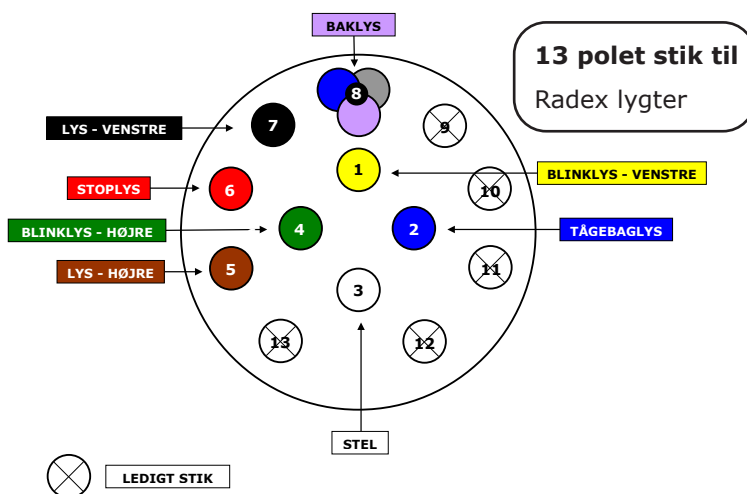 BAKLYS
13 polet stik til
Radex lygter
8
7
9
LYS - VENSTRE
1
BLINKLYS - VENSTRE
STOPLYS
6
10
BLINKLYS - HØJRE
4
2
TÅGEBAGLYS
LYS - HØJRE
5
11
3
13
12
STEL
LEDIGT STIK